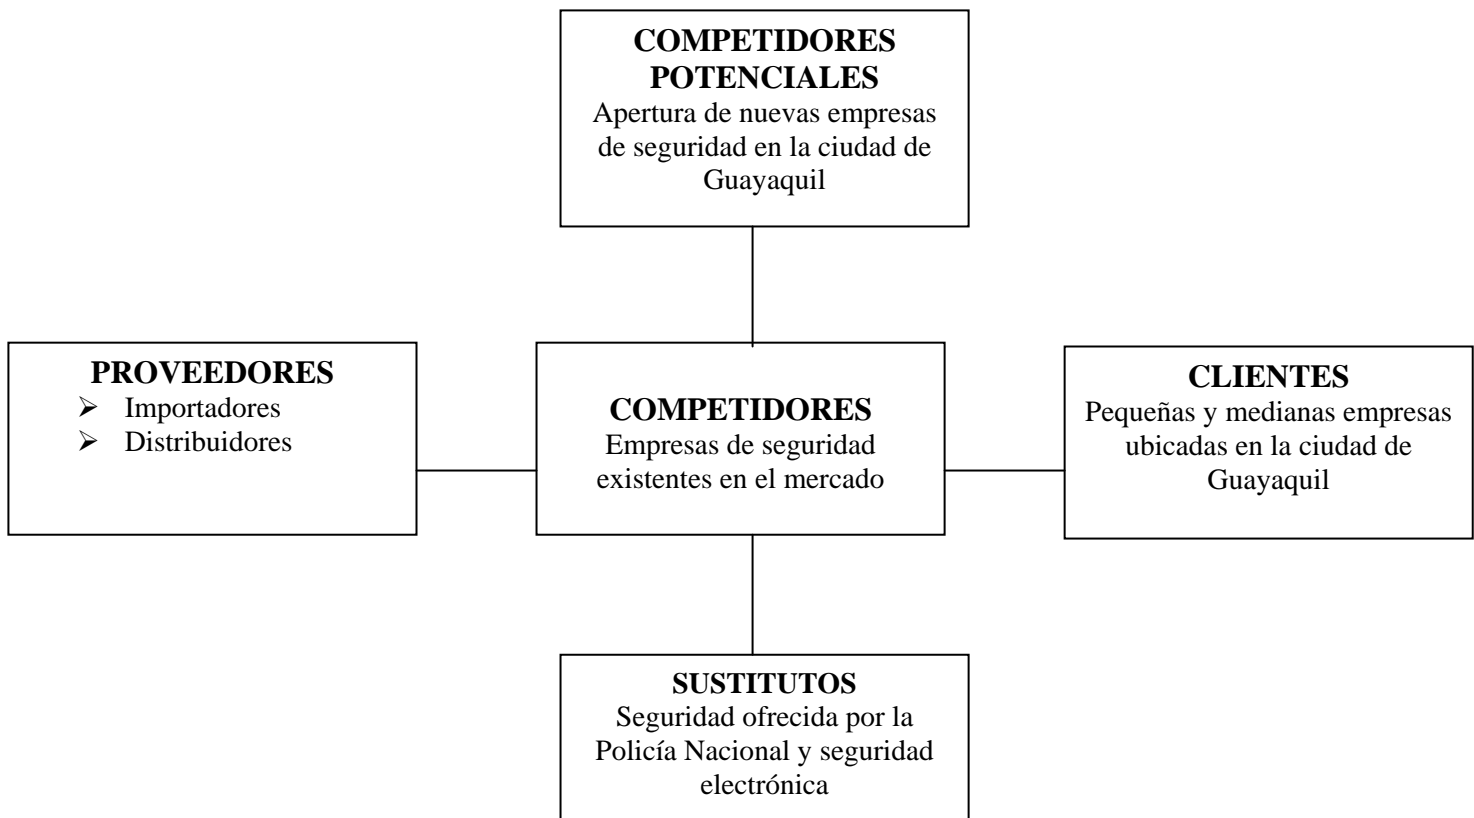 COMPETIDORES
POTENCIALES
Apertura de nuevas empresas
de seguridad en la ciudad de
Guayaquil
PROVEEDORES
➢ Importadores
➢ Distribuidores
COMPETIDORES
Empresas de seguridad
existentes en el mercado
CLIENTES
Pequeñas y medianas empresas
ubicadas en la ciudad de
Guayaquil
SUSTITUTOS
Seguridad ofrecida por la
Policía Nacional y seguridad
electrónica